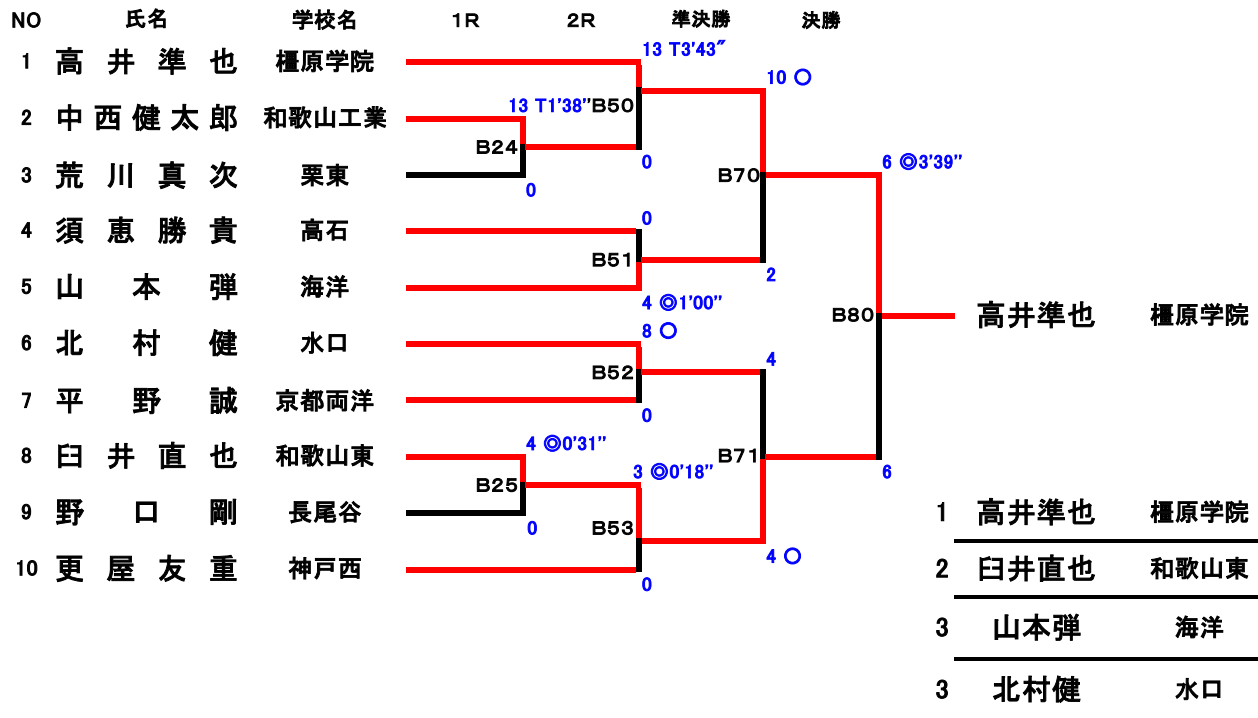 NO 氏名 学校名 1R 2R 準決勝 決勝
13 T3'43"
1 高井準也 橿原学院
10 ○
13 T1'38" B50
2 中西健太郎 和歌山工業
B24
0
6 ◎3'39"
3 荒川真次 栗東
B70
0
0
4 須恵勝貴 高石
B51
2
5 山本弾 海洋
4 ◎1'00"
B80 高井準也 橿原学院
8 ○
6 北村健 水口
4
B52
7 平野誠 京都両洋
0
4 ◎0'31"
8 臼井直也 和歌山東
B71
3 ◎0'18"
6
B25
9 野口剛 長尾谷
1 高井準也 橿原学院
0
B53
4 ○
10 更屋友重 神戸西
2 臼井直也 和歌山東
0
3 山本弾 海洋
3 北村健 水口